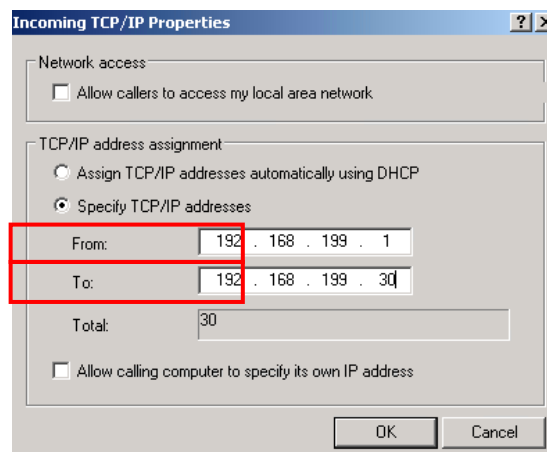 Incoming TCP/IP Properties
Network access
Allow callers to access my local area network
TCP/IP address assignment
Assign TCP/IP addresses automatically using DHCP
Specify TCP/IP addresses
From: 192 . 168 . 199 . 1
To: 192 . 168 . 199 . 30
Total: 30
Allow calling computer to specify its own IP address
OK Cancel